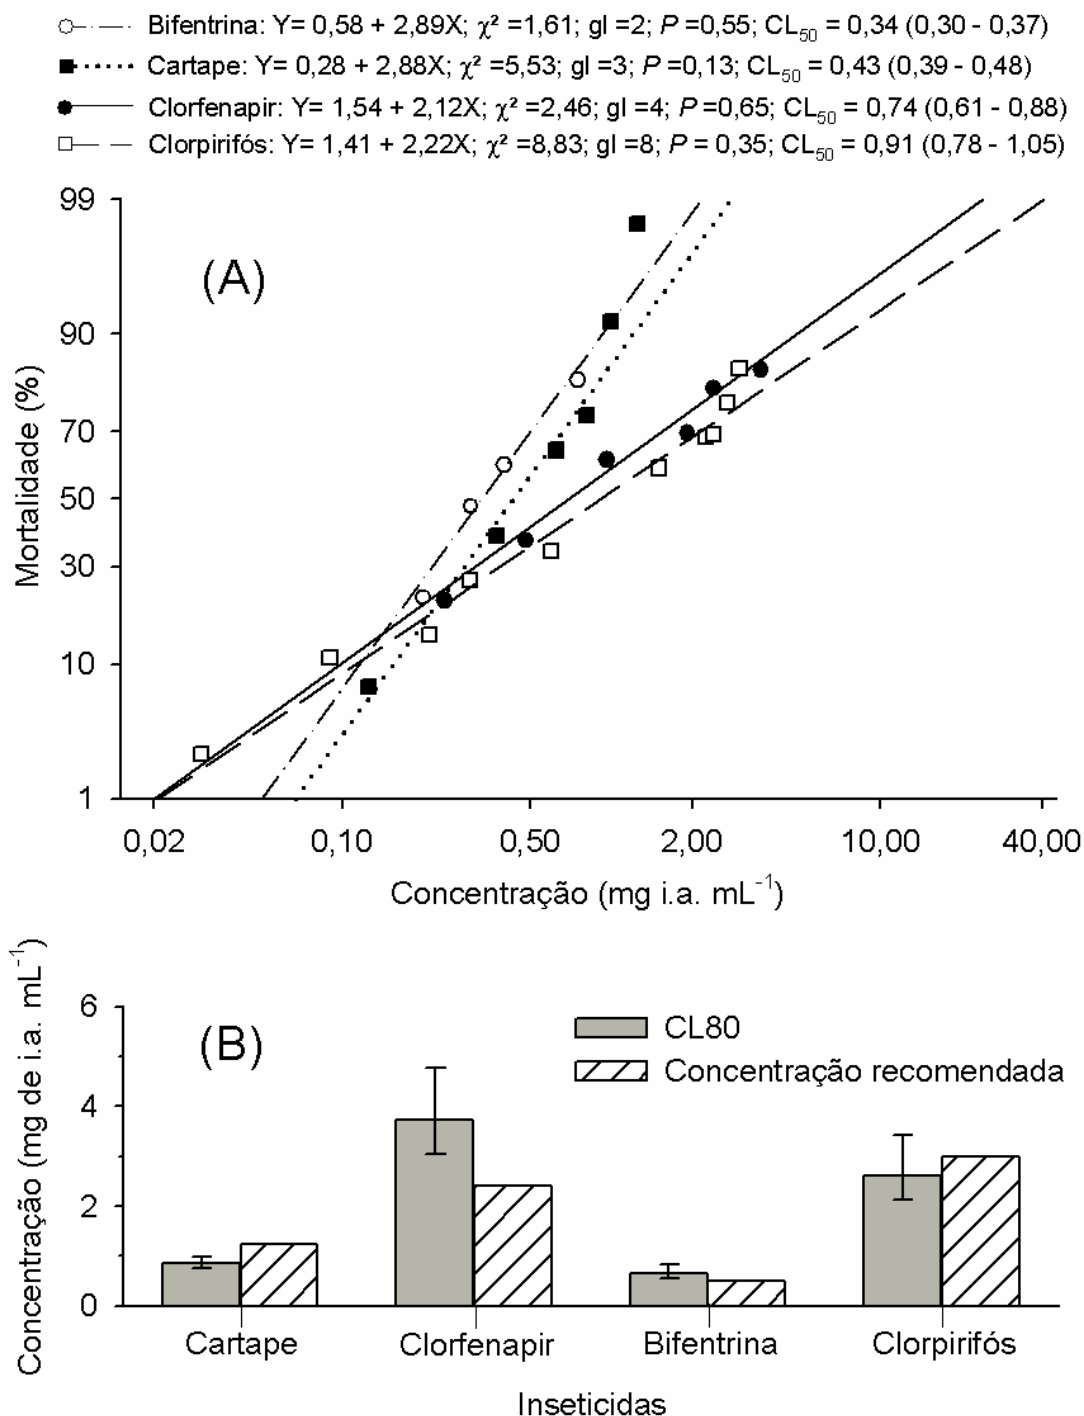 Bifentrina: Y= 0,58 + 2,89X; χ² =1,61; gl =2; P =0,55; CL50 = 0,34 (0,30 - 0,37)
Cartape: Y= 0,28 + 2,88X; χ² =5,53; gl =3; P =0,13; CL50 = 0,43 (0,39 - 0,48)
Clorfenapir: Y= 1,54 + 2,12X; χ² =2,46; gl =4; P =0,65; CL50 = 0,74 (0,61 - 0,88)
Clorpirifós: Y= 1,41 + 2,22X; χ² =8,83; gl =8; P = 0,35; CL50 = 0,91 (0,78 - 1,05)
(A)
Mortalidade (%)
99
90
70
50
30
10
1
0,02 0,10 0,50 2,00 10,00 40,00
Concentração (mg i.a. mL⁻¹)
(B)
Concentração (mg de i.a. mL⁻¹)
6
4
2
0
CL80
Concentração recomendada
Cartape Clorfenapir Bifentrina Clorpirifós
Inseticidas